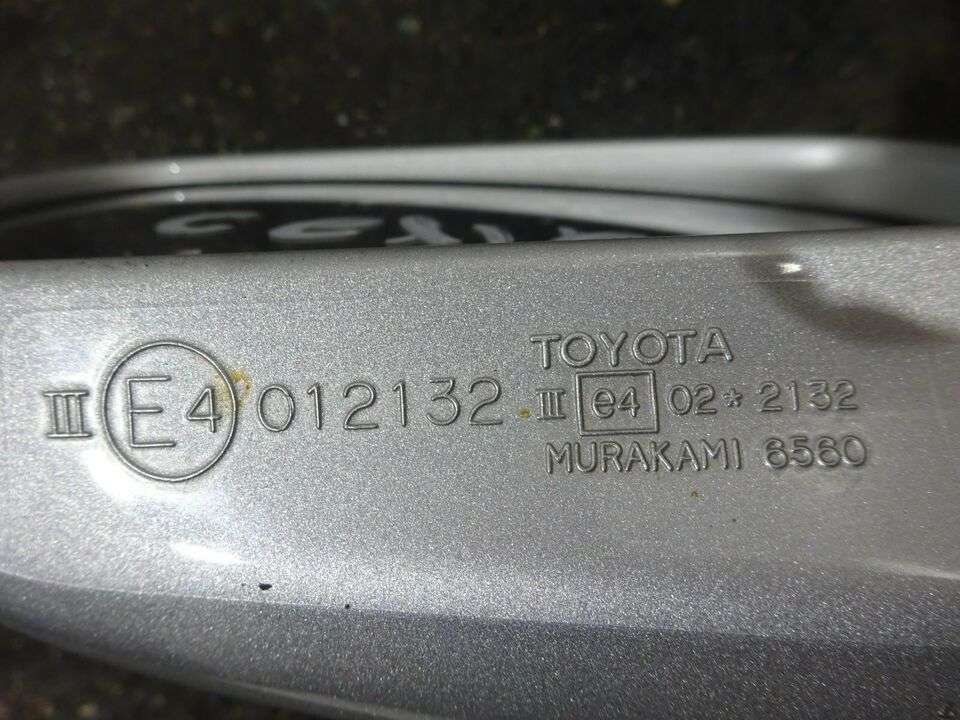 III E4 012132
TOYOTA
III e4 02*2132
MURAKAMI 6560